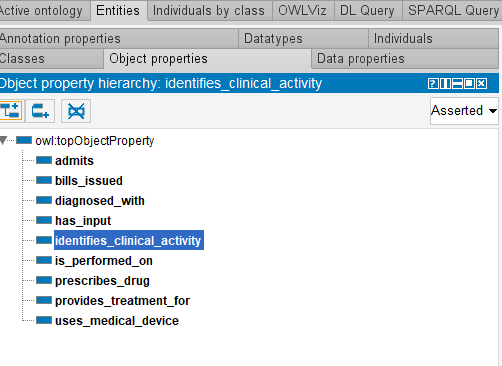 Active ontology Entities Individuals by class OWLViz DL Query SPARQL Query
Annotation properties Datatypes Individuals
Classes Object properties Data properties
Object property hierarchy: identifies_clinical_activity
Asserted
owl:topObjectProperty
admits
bills_issued
diagnosed_with
has_input
identifies_clinical_activity
is_performed_on
prescribes_drug
provides_treatment_for
uses_medical_device